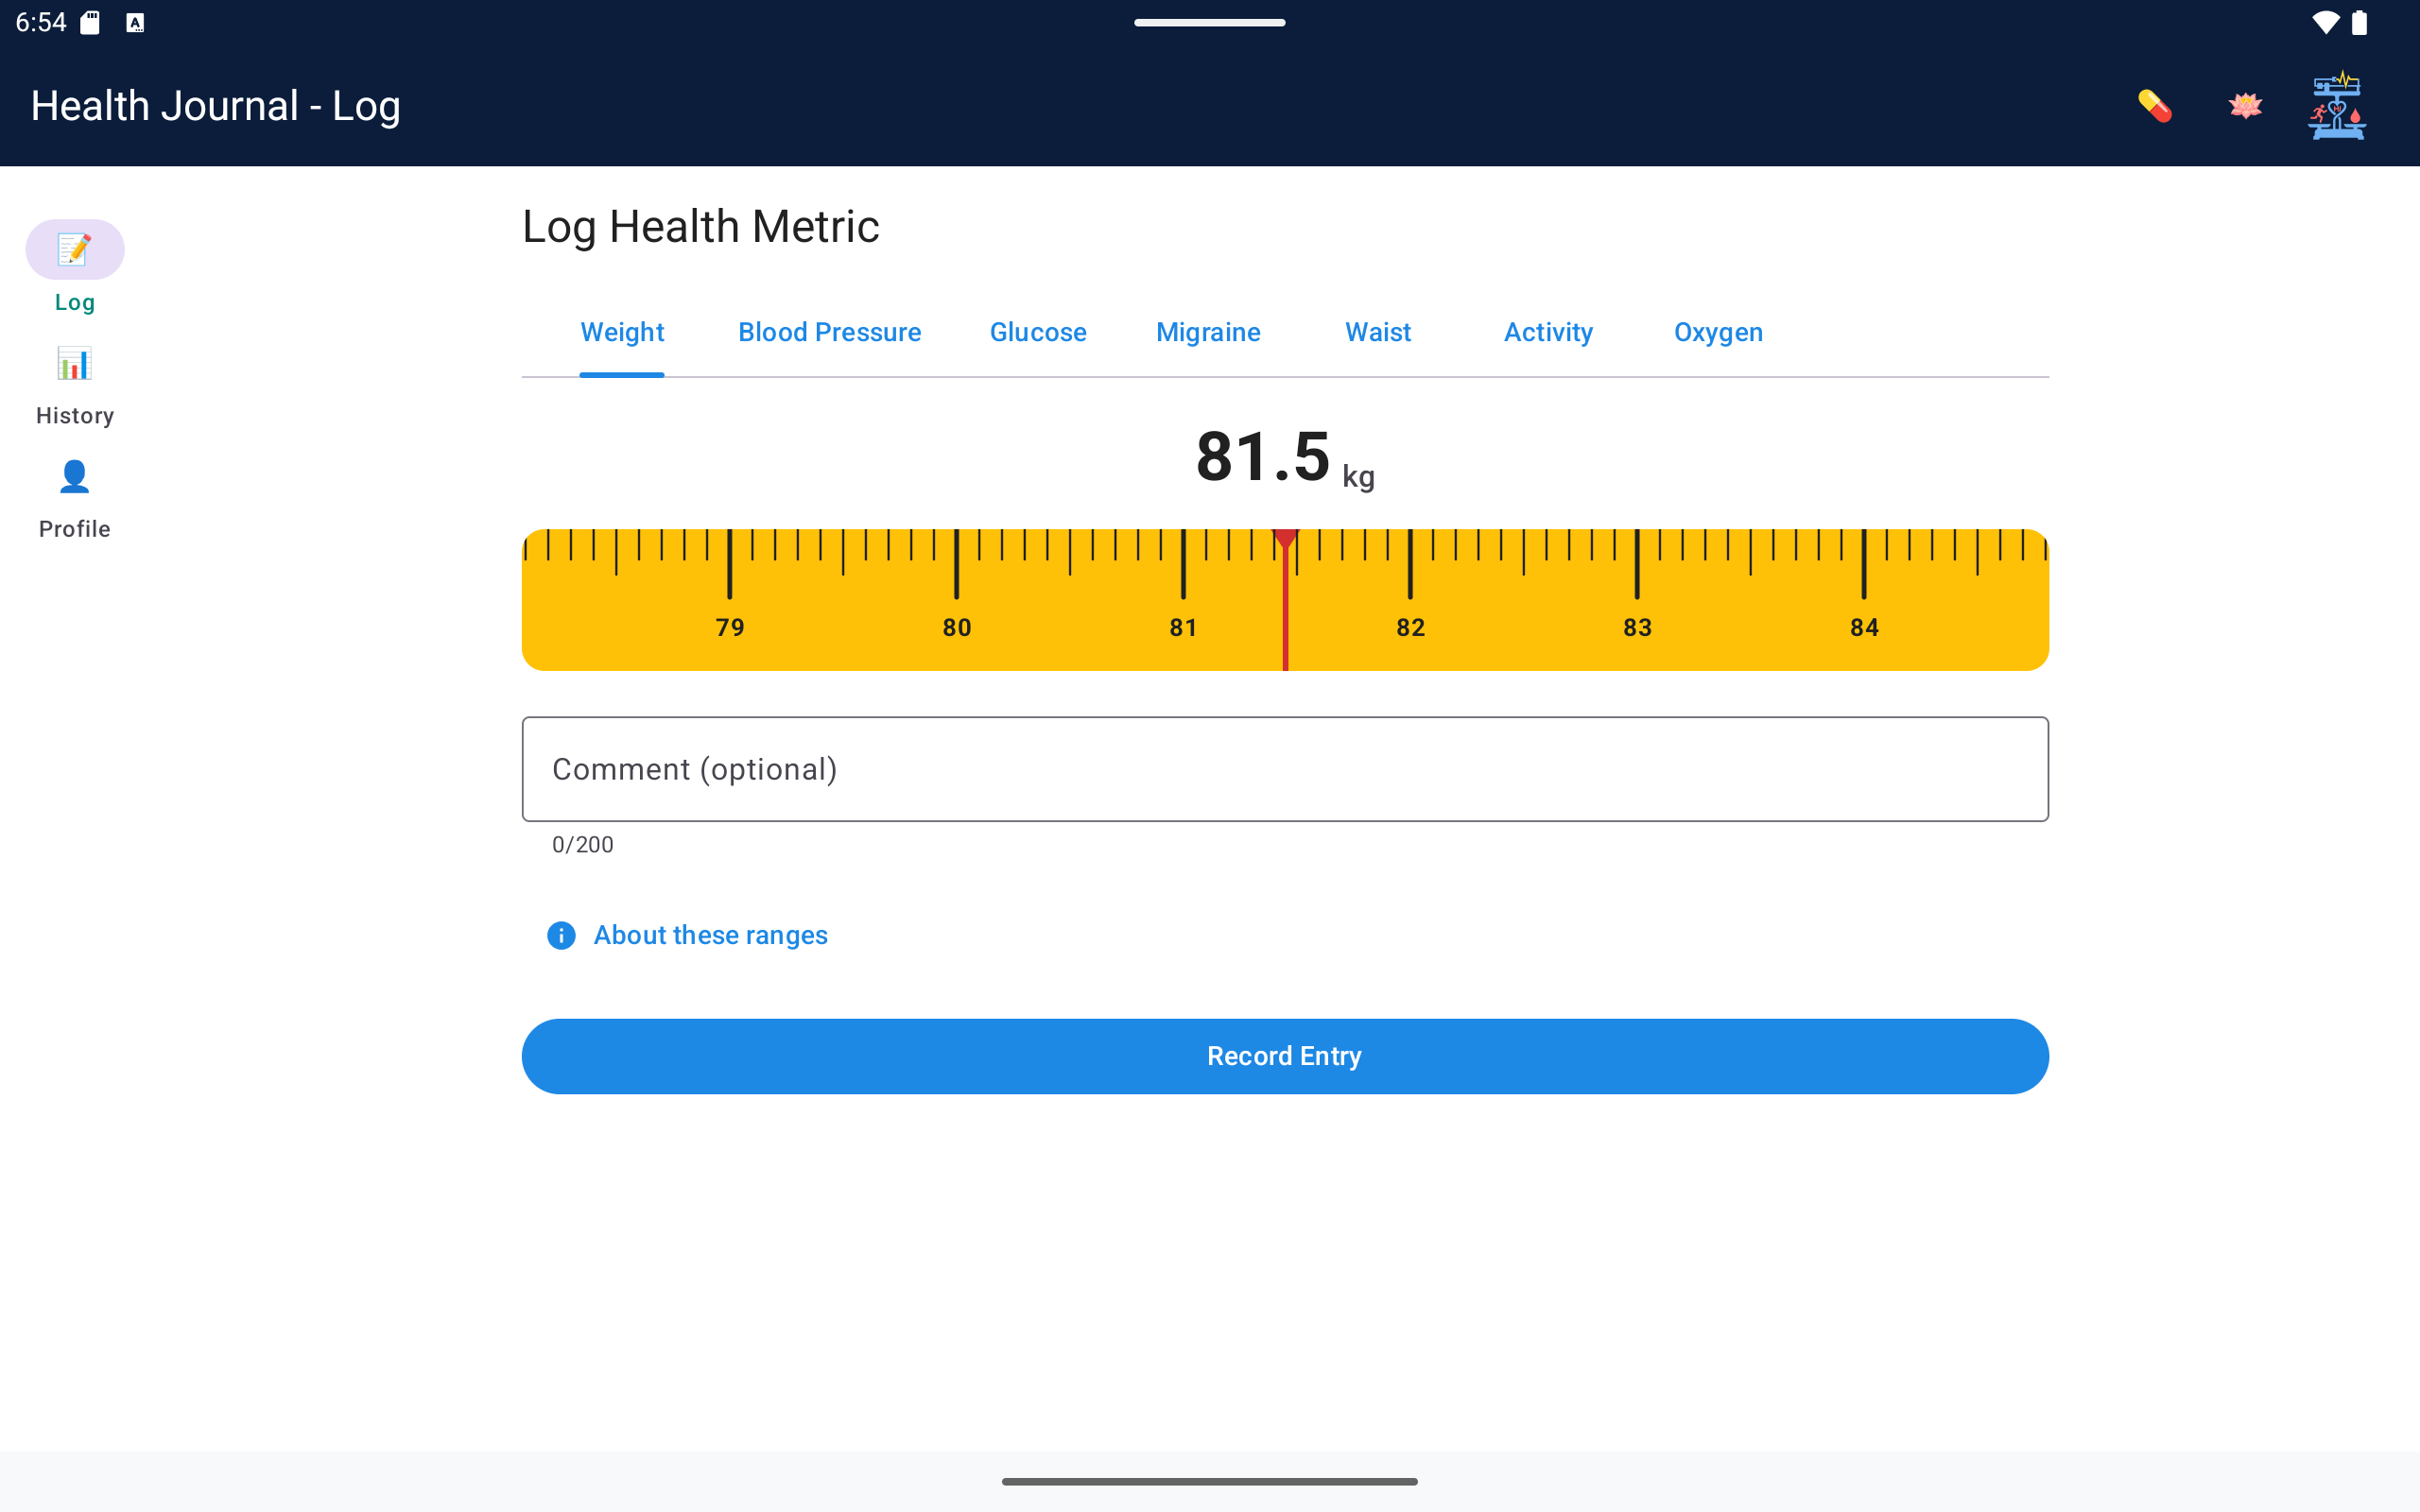 6:54
Health Journal - Log
Log
History
Profile
Log Health Metric
Weight Blood Pressure Glucose Migraine Waist Activity Oxygen
81.5 kg
79 80 81 82 83 84
Comment (optional)
0/200
About these ranges
Record Entry